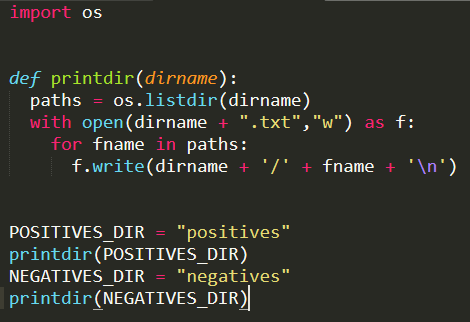 import os
def printdir(dirname):
  paths = os.listdir(dirname)
  with open(dirname + ".txt","w") as f:
    for fname in paths:
      f.write(dirname + '/' + fname + '\n')
POSITIVES_DIR = "positives"
printdir(POSITIVES_DIR)
NEGATIVES_DIR = "negatives"
printdir(NEGATIVES_DIR)